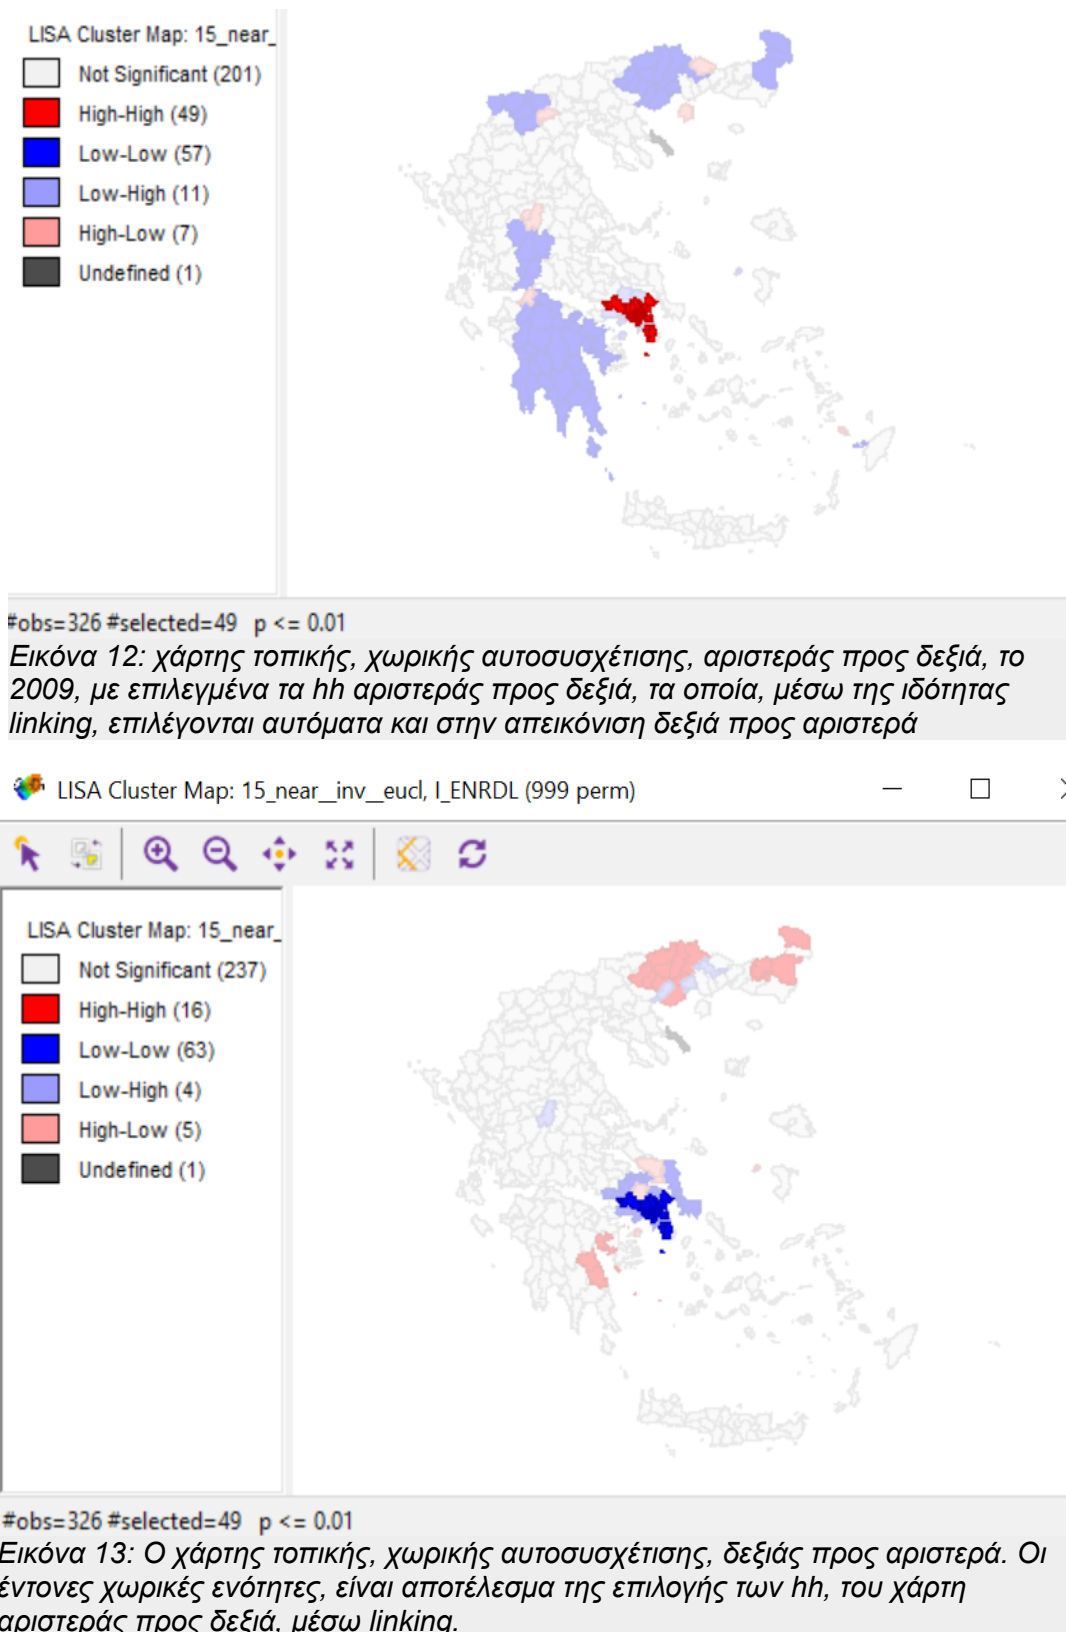 LISA Cluster Map: 15_near_
Not Significant (201)
High-High (49)
Low-Low (57)
Low-High (11)
High-Low (7)
Undefined (1)
#obs=326 #selected=49 p <= 0.01
Εικόνα 12: χάρτης τοπικής, χωρικής αυτοσυσχέτισης, αριστεράς προς δεξιά, το
2009, με επιλεγμένα τα hh αριστεράς προς δεξιά, τα οποία, μέσω της ιδότητας
linking, επιλέγονται αυτόματα και στην απεικόνιση δεξιά προς αριστερά
LISA Cluster Map: 15_near__inv__eucl, I_ENRDL (999 perm)
LISA Cluster Map: 15_near_
Not Significant (237)
High-High (16)
Low-Low (63)
Low-High (4)
High-Low (5)
Undefined (1)
#obs=326 #selected=49 p <= 0.01
Εικόνα 13: Ο χάρτης τοπικής, χωρικής αυτοσυσχέτισης, δεξιάς προς αριστερά. Οι
έντονες χωρικές ενότητες, είναι αποτέλεσμα της επιλογής των hh, του χάρτη
αριστεράς προς δεξιά, μέσω linking.